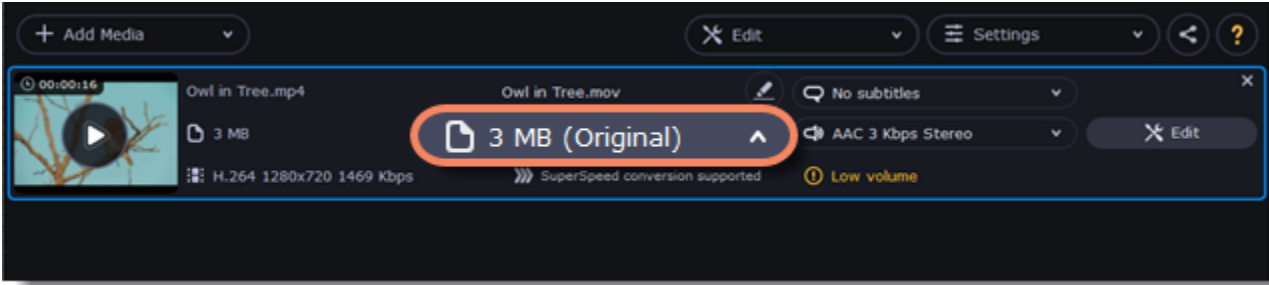 Add Media
Edit
Settings
?
00:00:16
Owl in Tree.mp4
Owl in Tree.mov
No subtitles
3 MB
3 MB (Original)
AAC 3 Kbps Stereo
Edit
H.264 1280x720 1469 Kbps
SuperSpeed conversion supported
Low volume